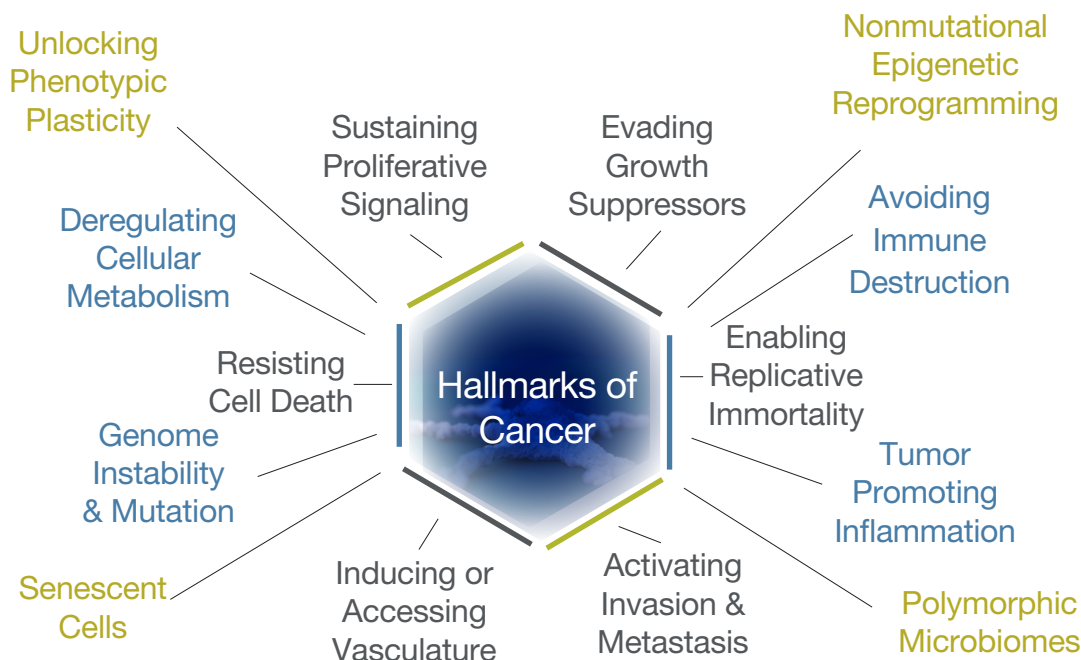 Unlocking
Phenotypic
Plasticity
Sustaining
Proliferative
Signaling
Evading
Growth
Suppressors
Nonmutational
Epigenetic
Reprogramming
Deregulating
Cellular
Metabolism
Avoiding
Immune
Destruction
Resisting
Cell Death
Hallmarks of
Cancer
Enabling
Replicative
Immortality
Genome
Instability
& Mutation
Tumor
Promoting
Inflammation
Senescent
Cells
Inducing or
Accessing
Vasculature
Activating
Invasion &
Metastasis
Polymorphic
Microbiomes